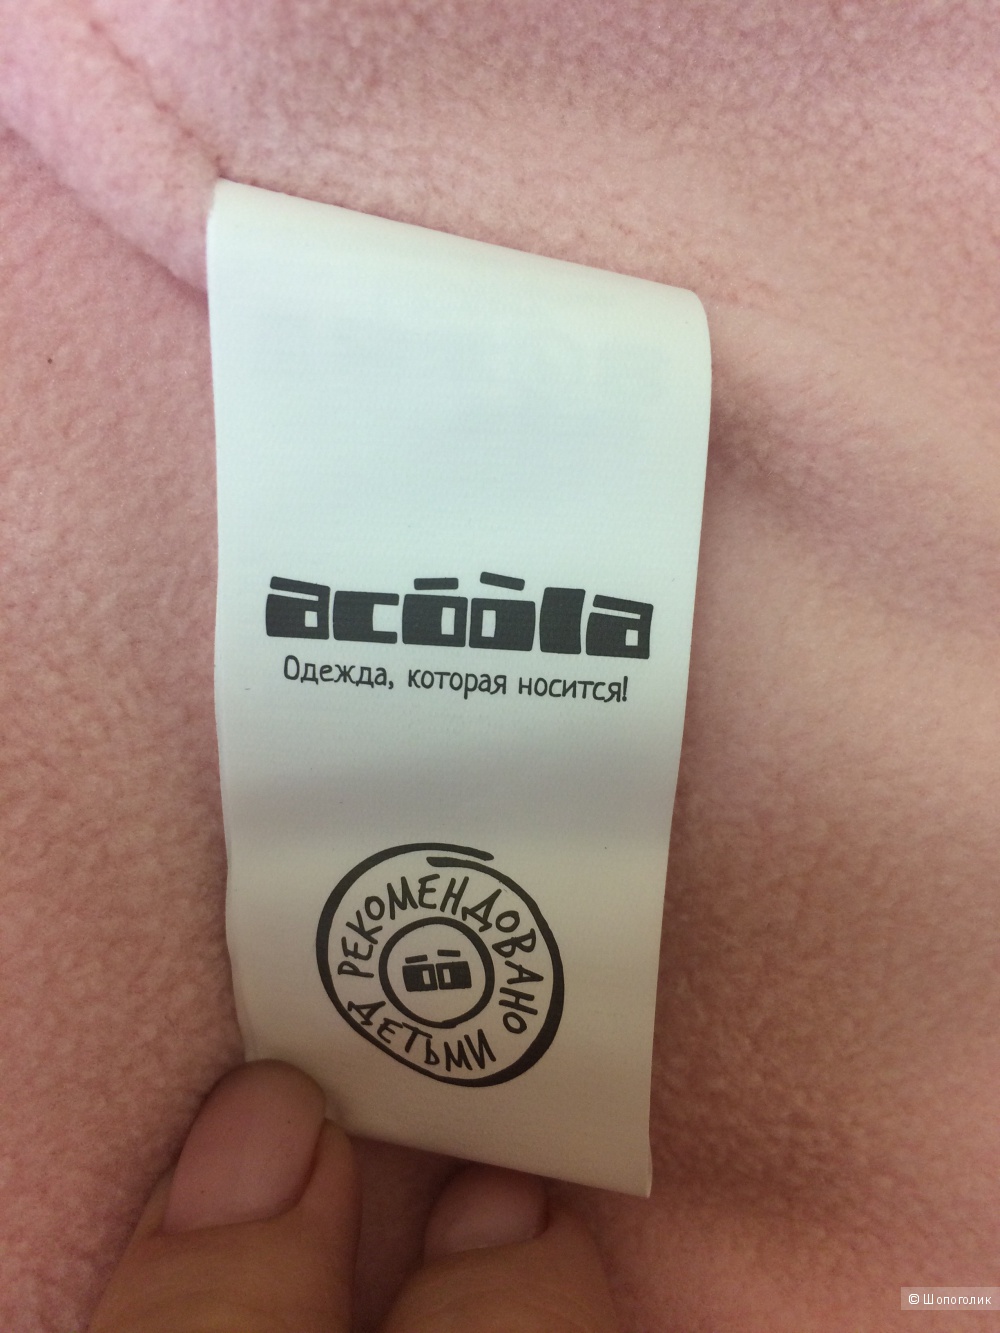 acoola
Одежда, которая носится!
РЕКОМЕНДОВАНО
ДЕТЬМИ
© Шопоголик